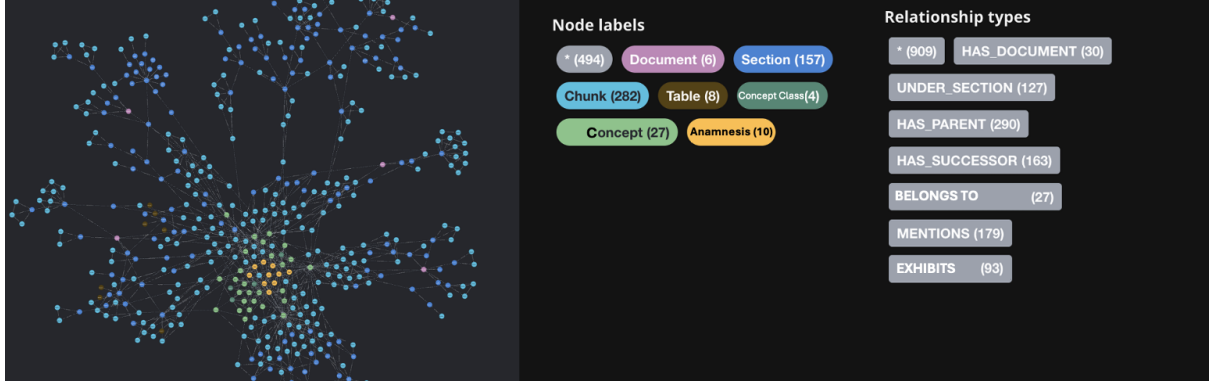 Node labels
* (494) Document (6) Section (157)
Chunk (282) Table (8) Concept Class(4)
Concept (27) Anamnesis (10)
Relationship types
* (909) HAS_DOCUMENT (30)
UNDER_SECTION (127)
HAS_PARENT (290)
HAS_SUCCESSOR (163)
BELONGS TO (27)
MENTIONS (179)
EXHIBITS (93)